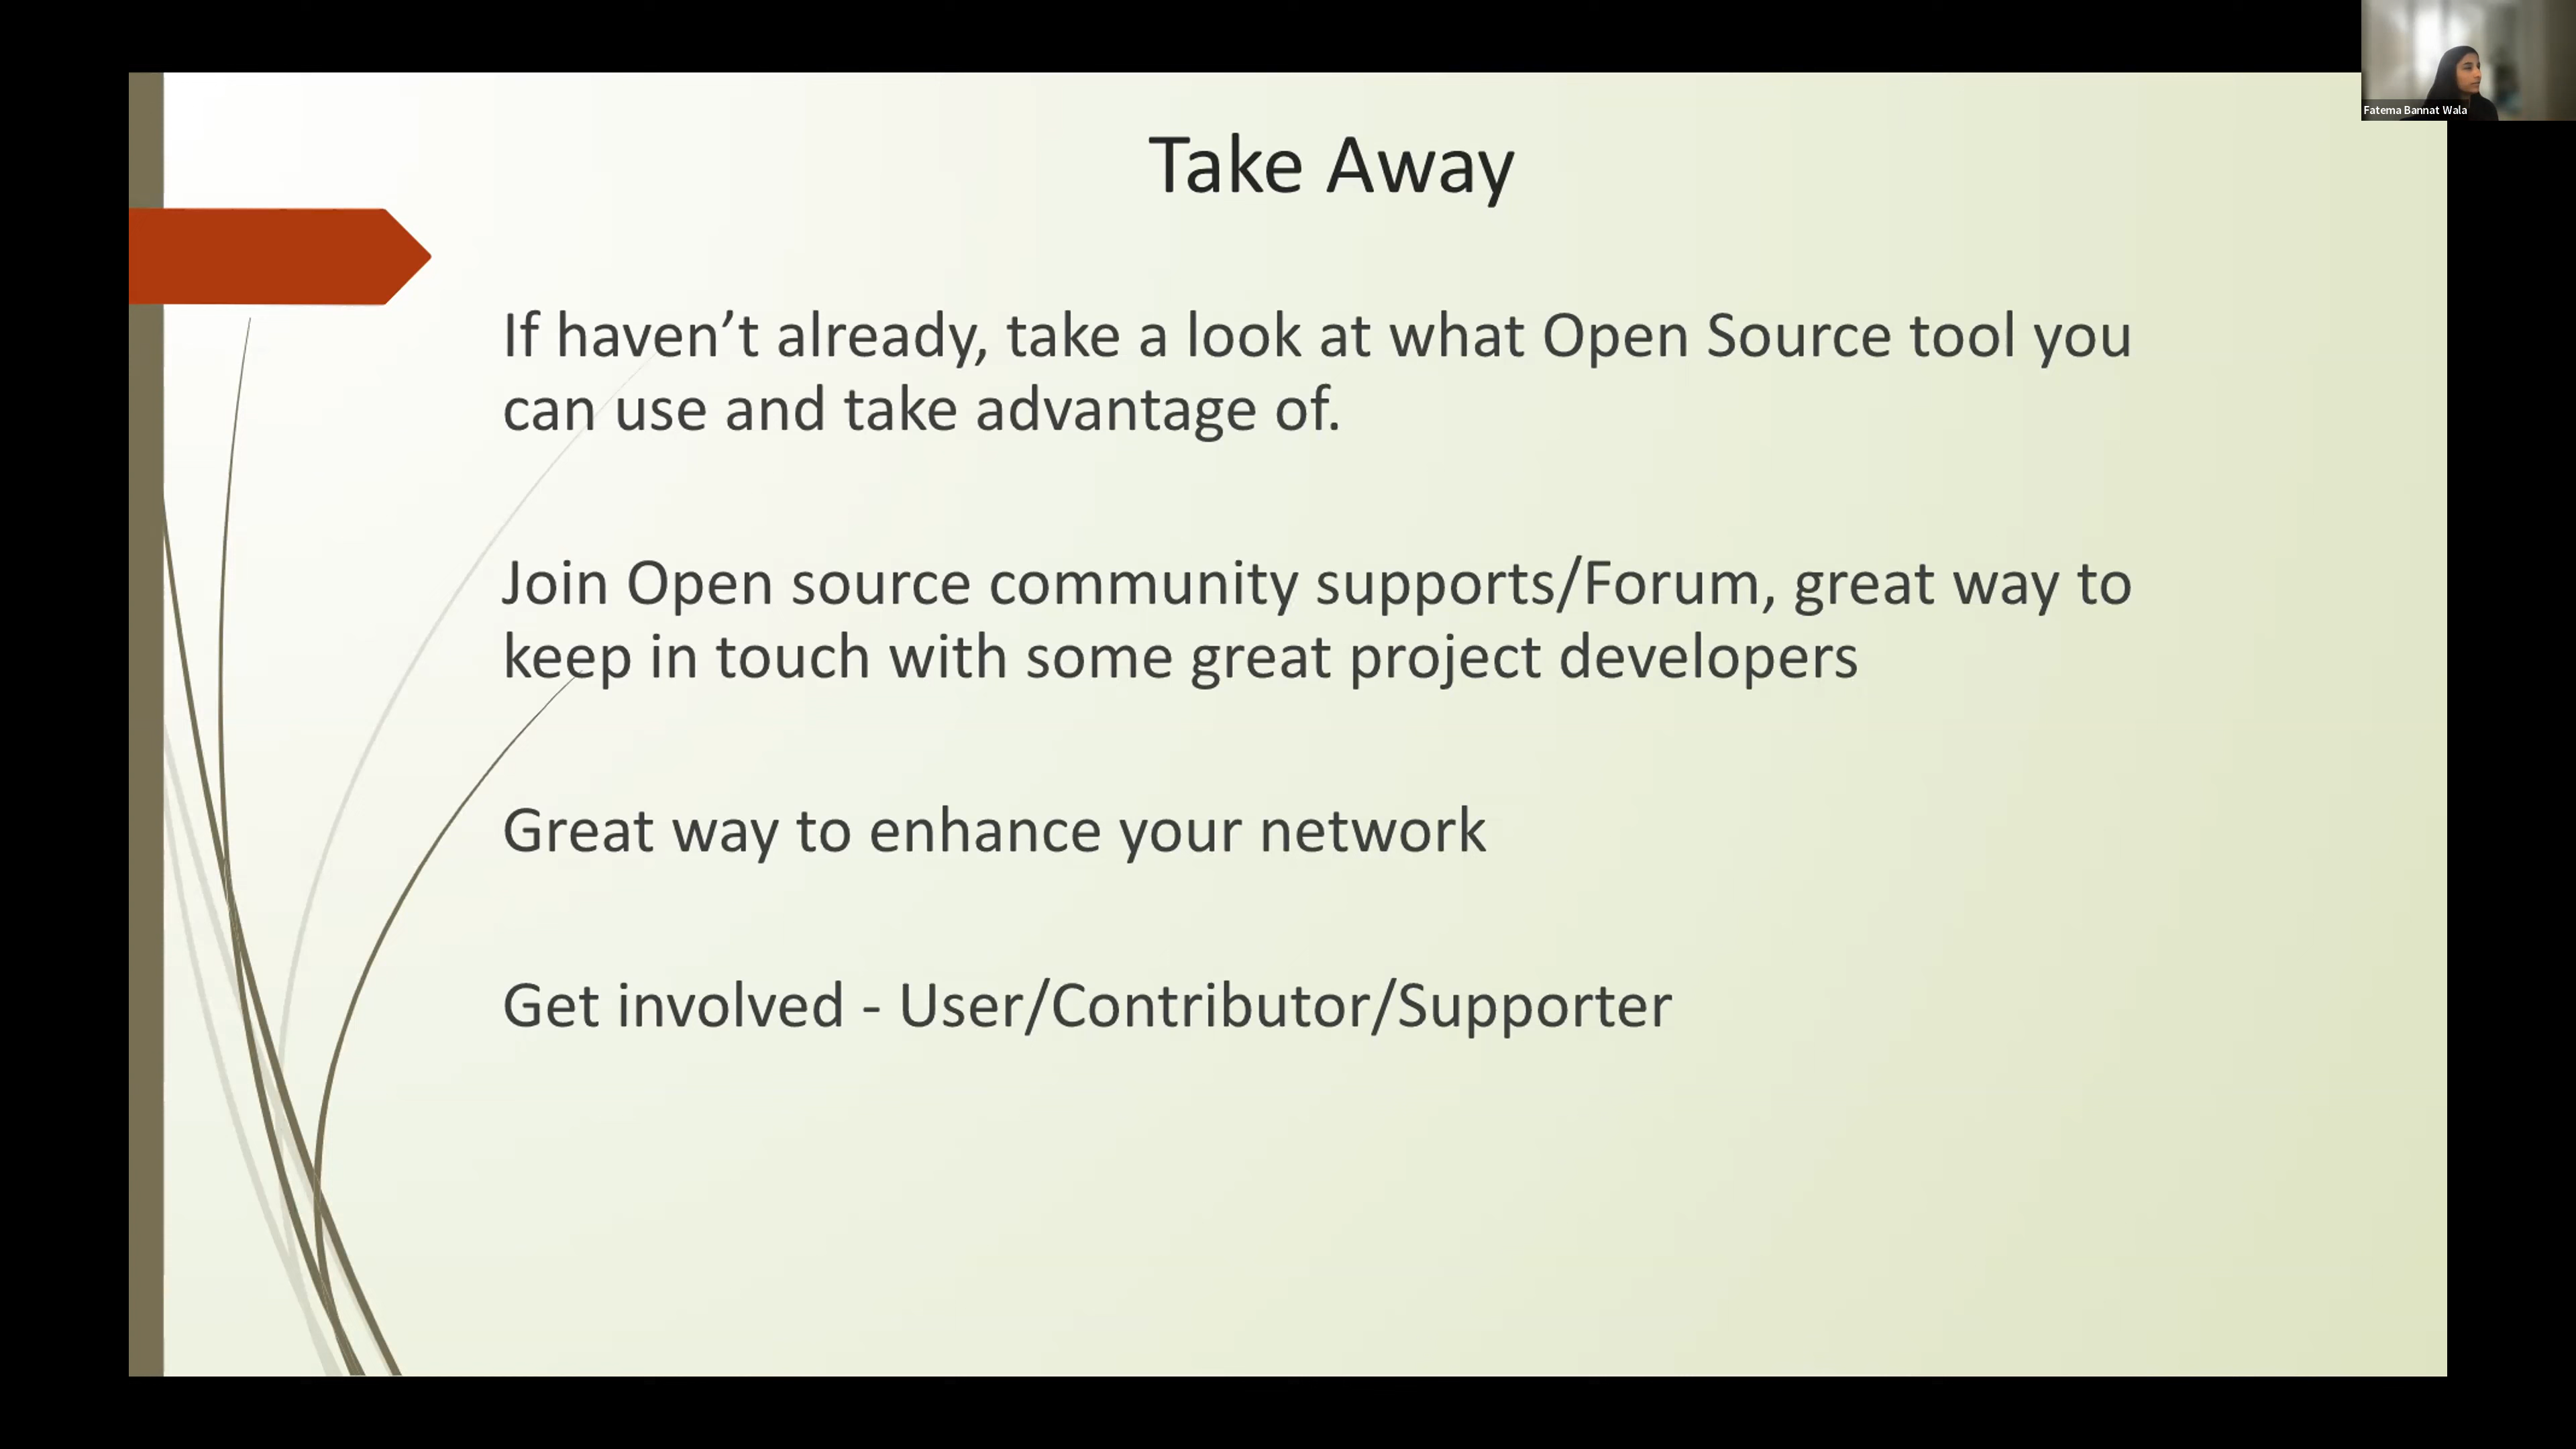 Take Away
If haven’t already, take a look at what Open Source tool you
can use and take advantage of.
Join Open source community supports/Forum, great way to
keep in touch with some great project developers
Great way to enhance your network
Get involved - User/Contributor/Supporter
Fatema Bannat Wala